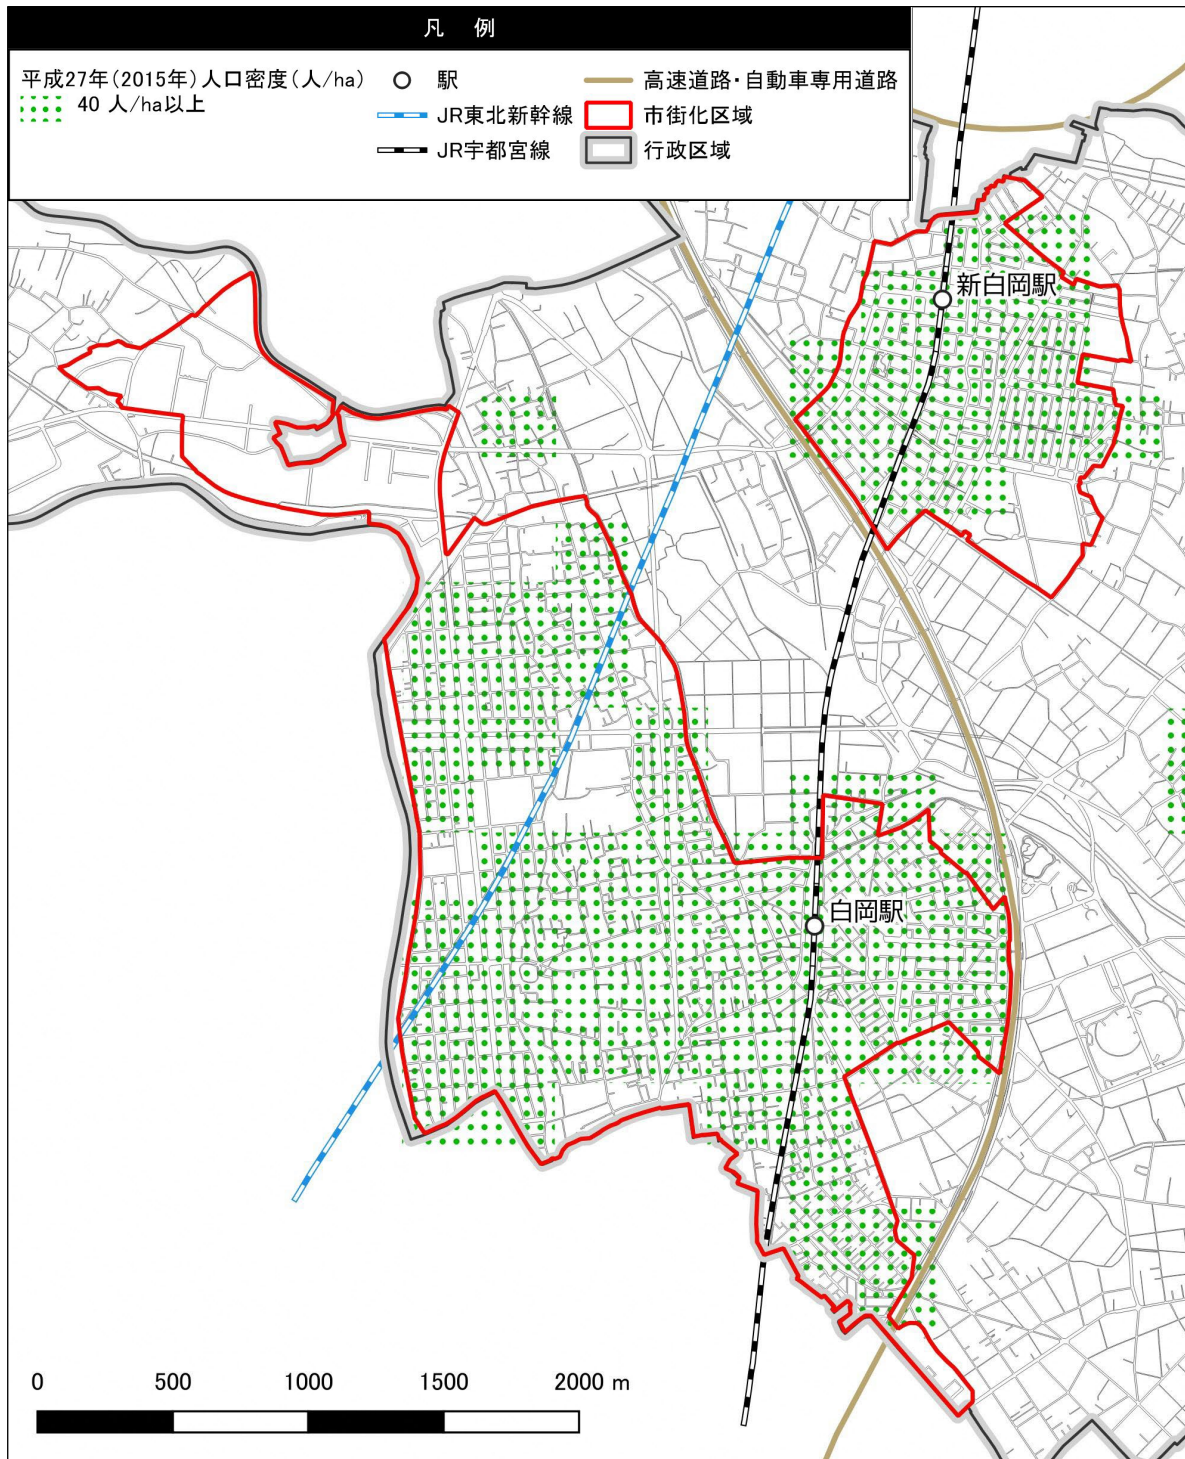 凡 例
平成27年(2015年)人口密度(人/ha)
40 人/ha以上
駅
JR東北新幹線
JR宇都宮線
高速道路・自動車専用道路
市街化区域
行政区域
新白岡駅
白岡駅
0 500 1000 1500 2000 m